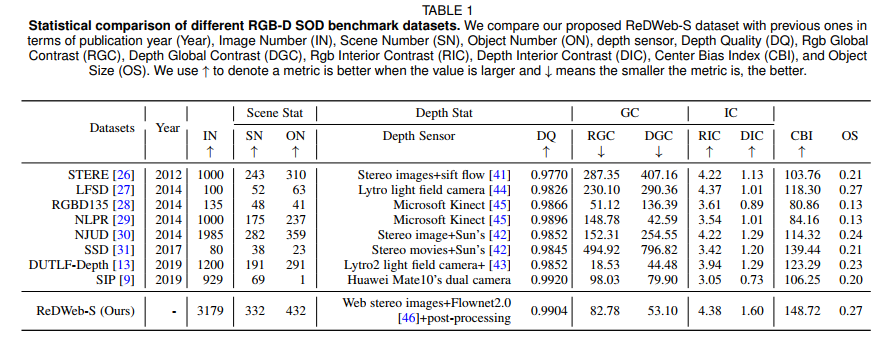 TABLE 1
Statistical comparison of different RGB-D SOD benchmark datasets. We compare our proposed ReDWeb-S dataset with previous ones in
terms of publication year (Year), Image Number (IN), Scene Number (SN), Object Number (ON), depth sensor, Depth Quality (DQ), Rgb Global
Contrast (RGC), Depth Global Contrast (DGC), Rgb Interior Contrast (RIC), Depth Interior Contrast (DIC), Center Bias Index (CBI), and Object
Size (OS). We use ↑ to denote a metric is better when the value is larger and ↓ means the smaller the metric is, the better.
Scene Stat Depth Stat GC IC
Datasets Year IN SN ON Depth Sensor DQ RGC DGC RIC DIC CBI OS
↑ ↑ ↑ ↑ ↓ ↓ ↑ ↑ ↑
STERE [26] 2012 1000 243 310 Stereo images+sift flow [41] 0.9770 287.35 407.16 4.22 1.13 103.76 0.21
LFSD [27] 2014 100 52 63 Lytro light field camera [44] 0.9826 230.10 290.36 4.37 1.01 118.30 0.27
RGBD135 [28] 2014 135 48 41 Microsoft Kinect [45] 0.9866 51.12 136.39 3.61 0.89 80.86 0.13
NLPR [29] 2014 1000 175 237 Microsoft Kinect [45] 0.9896 148.78 42.59 3.54 1.01 84.16 0.13
NJUD [30] 2014 1985 282 359 Stereo image+Sun's [42] 0.9852 152.31 254.55 4.22 1.29 114.32 0.24
SSD [31] 2017 80 38 23 Stereo movies+Sun's [42] 0.9845 494.92 796.82 3.42 1.20 139.44 0.21
DUTLF-Depth [13] 2019 1200 191 291 Lytro2 light field camera+ [43] 0.9852 18.53 44.48 3.94 1.29 123.29 0.23
SIP [9] 2019 929 69 1 Huawei Mate10's dual camera 0.9920 98.03 79.90 3.05 0.73 106.25 0.20
ReDWeb-S (Ours) - 3179 332 432 Web stereo images+Flownet2.0 0.9904 82.78 53.10 4.38 1.60 148.72 0.27
[46]+post-processing